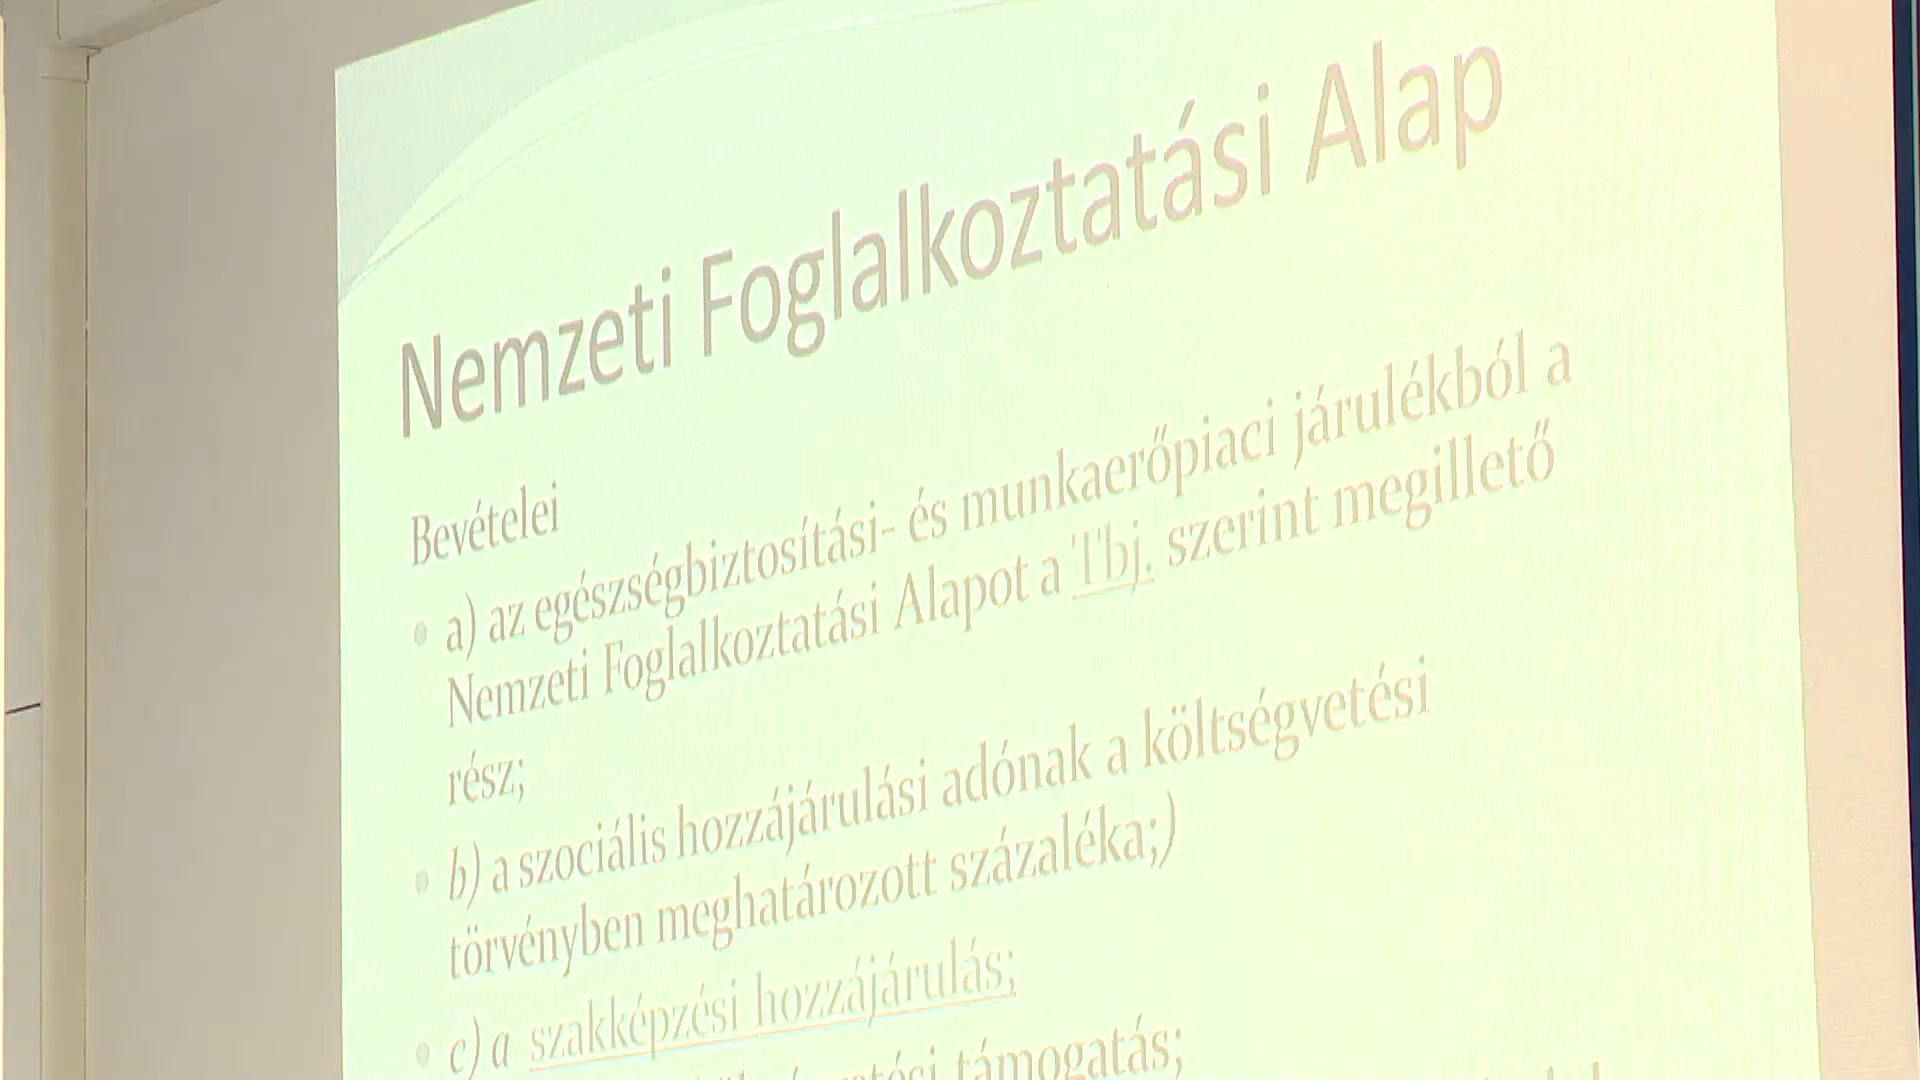 Nemzeti Foglalkoztatási Alap
Bevételei
• a) az egészségbiztosítási- és munkaerőpiaci járulékból a
Nemzeti Foglalkoztatási Alapot a Tbj. szerint megillető
rész;
• b) a szociális hozzájárulási adónak a költségvetési
törvényben meghatározott százaléka;)
• c) a szakképzési hozzájárulás;
támogatás;